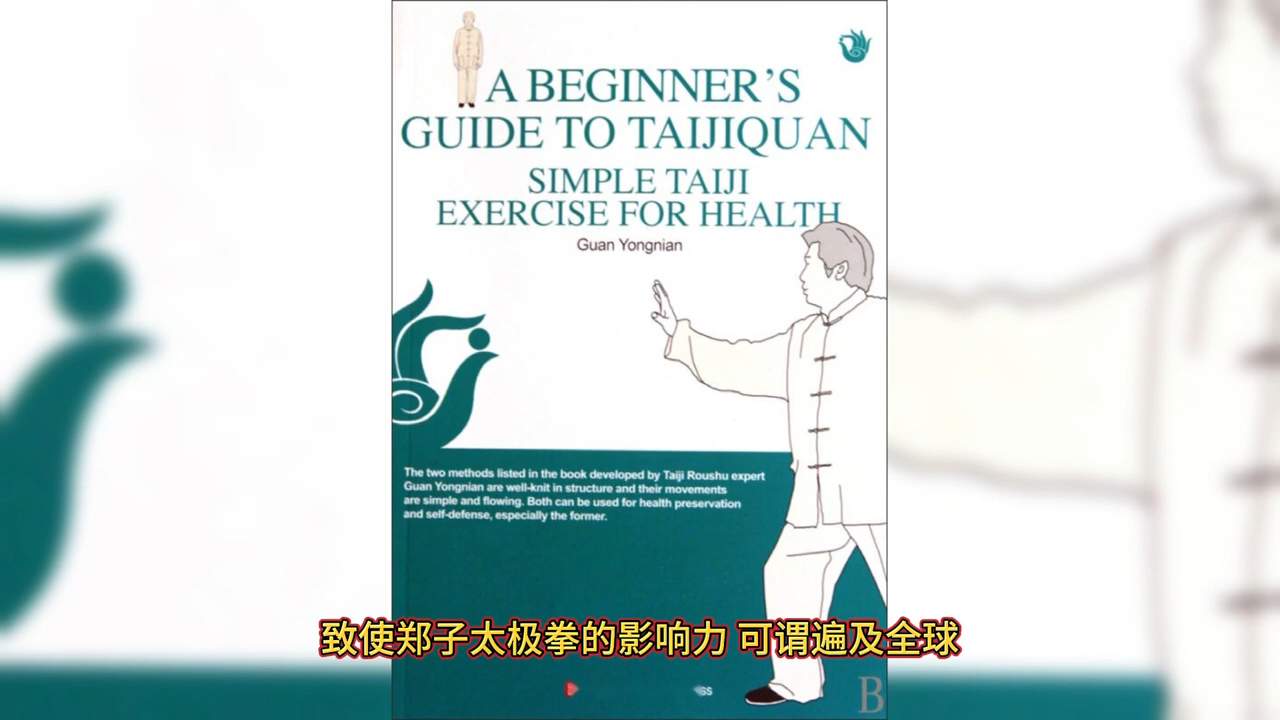 A BEGINNER'S
GUIDE TO TAIJIQUAN
SIMPLE TAIJI
EXERCISE FOR HEALTH
Guan Yongnian
The two methods listed in the book developed by Taiji Roushu expert
Guan Yongnian are well-knit in structure and their movements
are simple and flowing. Both can be used for health preservation
and self-defense, especially the former.
致使郑子太极拳的影响力 可谓遍及全球
B